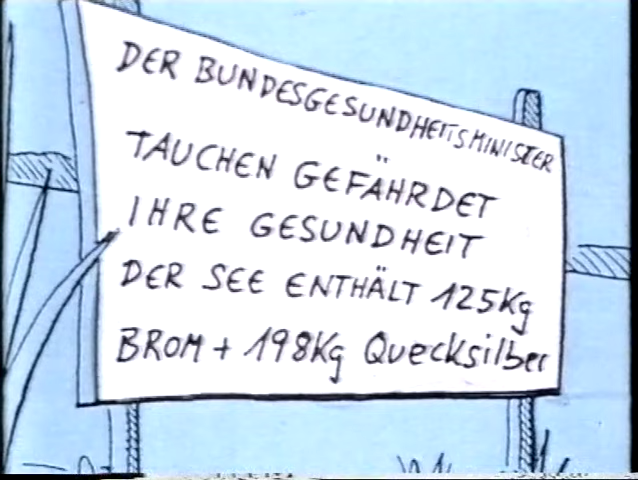 DER BUNDESGESUNDHEITSMINISTER
TAUCHEN GEFÄHRDET
IHRE GESUNDHEIT
DER SEE ENTHÄLT 125Kg
BROM + 198Kg Quecksilber